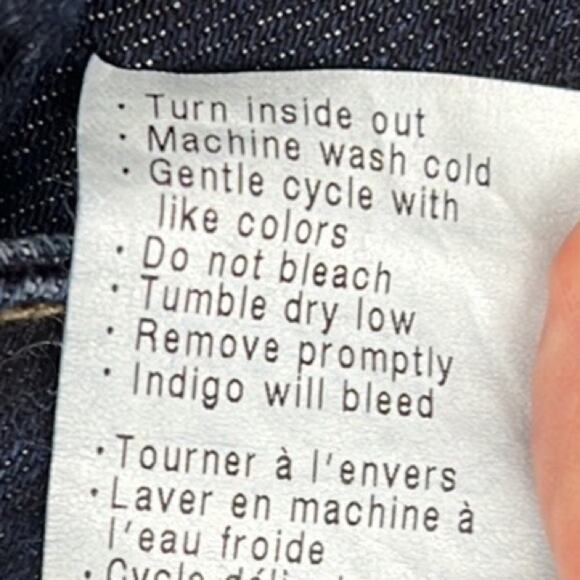 · Turn inside out
· Machine wash cold
· Gentle cycle with
like colors
· Do not bleach
· Tumble dry low
· Remove promptly
· Indigo will bleed
· Tourner à l'envers
· Laver en machine à
l'eau froide
· Cycle